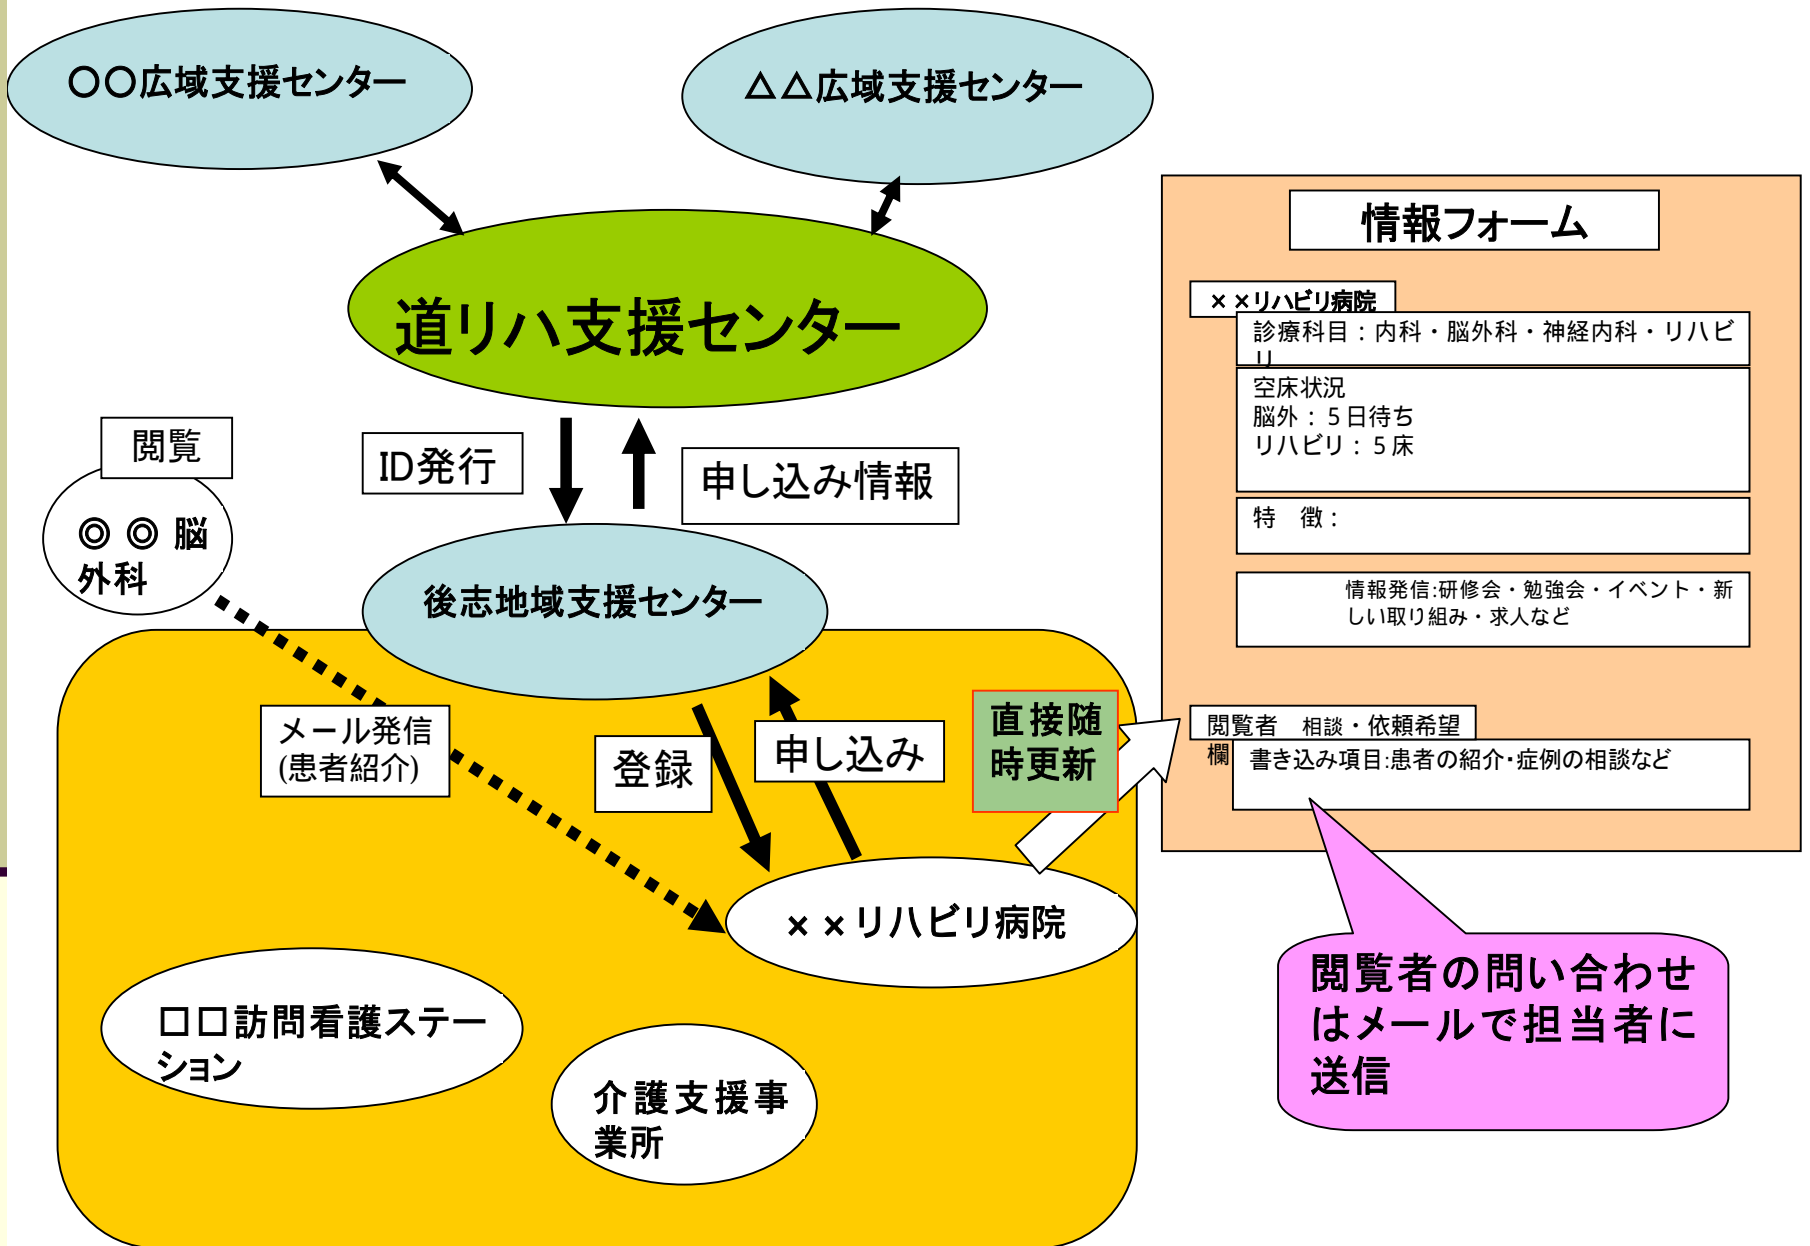 〇〇広域支援センター
△△広域支援センター
道リハ支援センター
閲覧
ID発行
申し込み情報
◎ ◎ 脳
外科
後志地域支援センター
メール発信
(患者紹介)
登録
申し込み
直接随
時更新
××リハビリ病院
□□訪問看護ステー
ション
介護支援事
業所
情報フォーム
××リハビリ病院
診療科目：内科・脳外科・神経内科・リハビ
リ
空床状況
脳外：５日待ち
リハビリ：５床
特　徴：
情報発信:研修会・勉強会・イベント・新
しい取り組み・求人など
閲覧者　相談・依頼希望
欄
書き込み項目:患者の紹介・症例の相談など
閲覧者の問い合わせ
はメールで担当者に
送信